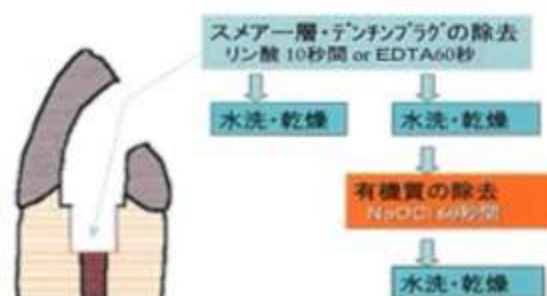 スメアー層・デンチンプラグの除去
リン酸 10秒間 or EDTA60秒
水洗・乾燥
水洗・乾燥
有機質の除去
NaOCl 60秒間
水洗・乾燥